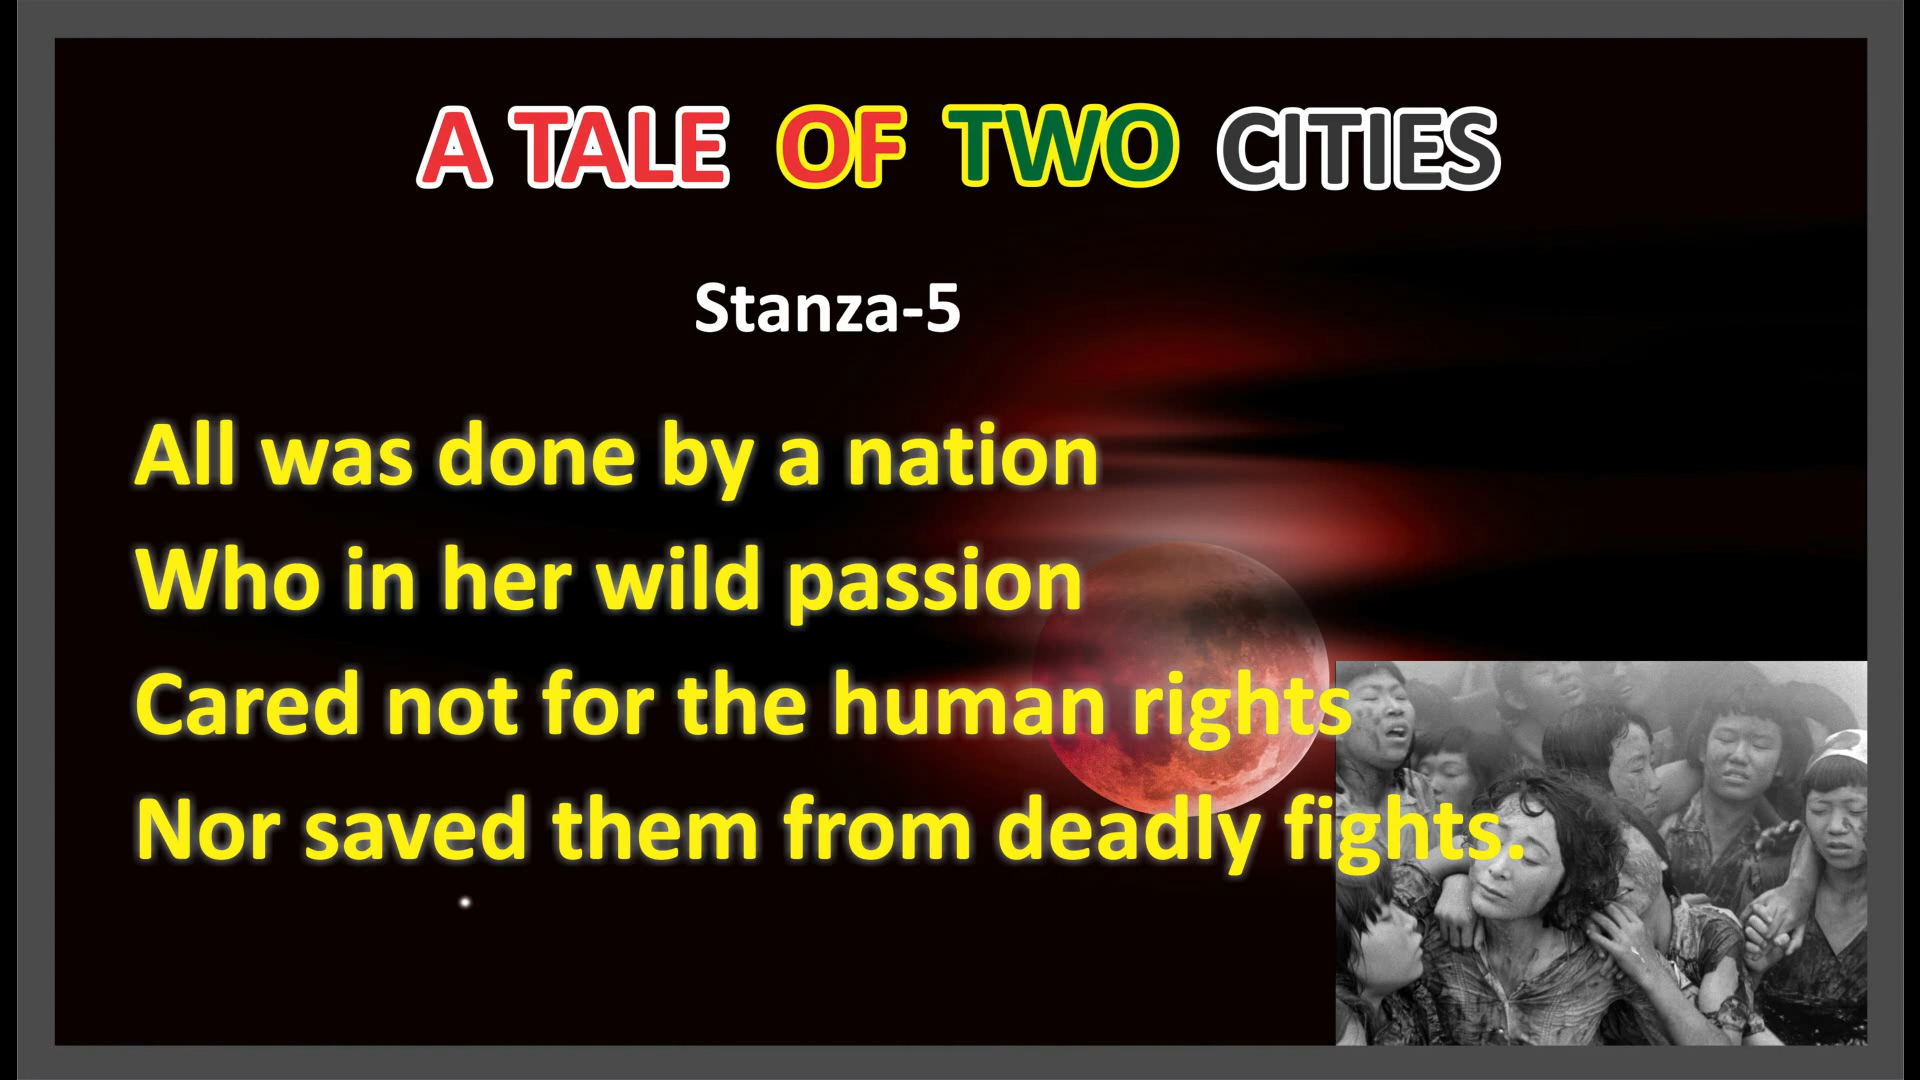 A TALE OF TWO CITIES
Stanza-5
All was done by a nation
Who in her wild passion
Cared not for the human rights
Nor saved them from deadly fights.